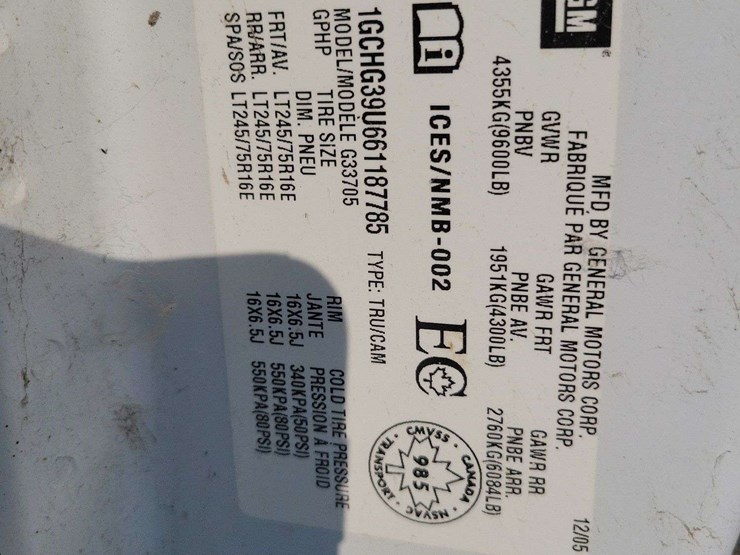 GM
MFD BY GENERAL MOTORS CORP. 12/05
FABRIQUÉ PAR GENERAL MOTORS CORP.
GVWR GAWR FRT GAWR RR
PNBV PNBE AV. PNBE ARR.
4355KG(9600LB) 1951KG(4300LB) 2760KG(6084LB)
i ICES/NMB-002 EC
CMVSS · CANADA · NSVAC · TRANSPORT ·
985
1GCHG39U661187785 TYPE: TRU/CAM
MODEL/MODÈLE G33705
GPHP TIRE SIZE RIM COLD TIRE PRESSURE
DIM. PNEU JANTE PRESSION A FROID
FRT/AV. LT245/75R16E 16X6.5J 340KPA(50PSI)
RR/ARR. LT245/75R16E 16X6.5J 550KPA(80PSI)
SPA/SOS LT245/75R16E 16X6.5J 550KPA(80PSI)